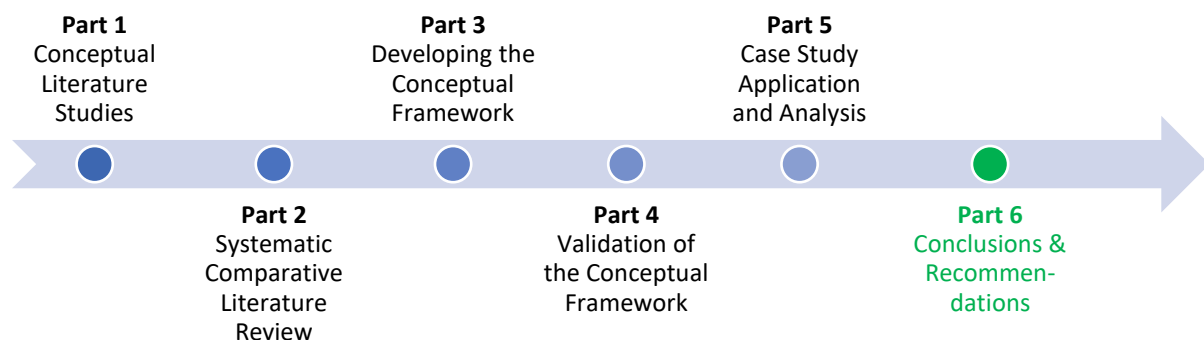 Part 1
Conceptual
Literature
Studies
Part 2
Systematic
Comparative
Literature
Review
Part 3
Developing the
Conceptual
Framework
Part 4
Validation of
the Conceptual
Framework
Part 5
Case Study
Application
and Analysis
Part 6
Conclusions &
Recommen-
dations